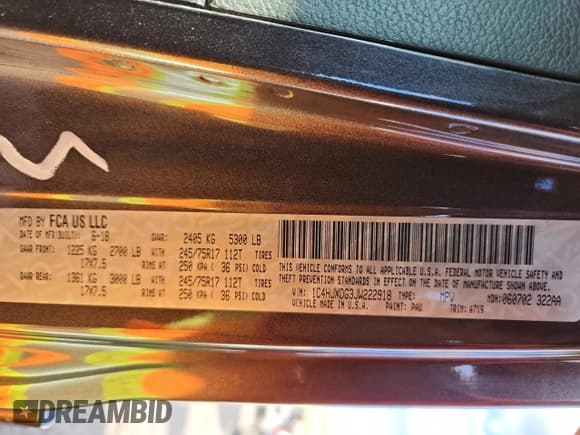 MFD BY FCA US LLC
DATE OF MFR(BUILT): 6-18 GVWR: 2405 KG 5300 LB
GAWR FRONT: 1225 KG 2700 LB WITH 245/75R17 112T
17X7.5 RIMS AT 250 KPA ( 36 PSI) COLD
GAWR REAR: 1361 KG 3000 LB WITH 245/75R17 112T
17X7.5 RIMS AT 250 KPA ( 36 PSI) COLD
THIS VEHICLE CONFORMS TO ALL APPLICABLE U.S.A. FEDERAL MOTOR VEHICLE SAFETY AND
THEFT PREVENTION STANDARDS IN EFFECT ON THE DATE OF MANUFACTURE SHOWN ABOVE.
VIN: 1C4HJXDG3JW222918 TYPE: MPV MDH:060702 322AA
VEHICLE MADE IN U.S.A. PAINT: PAU TRIM: A7X9
DREAMBID